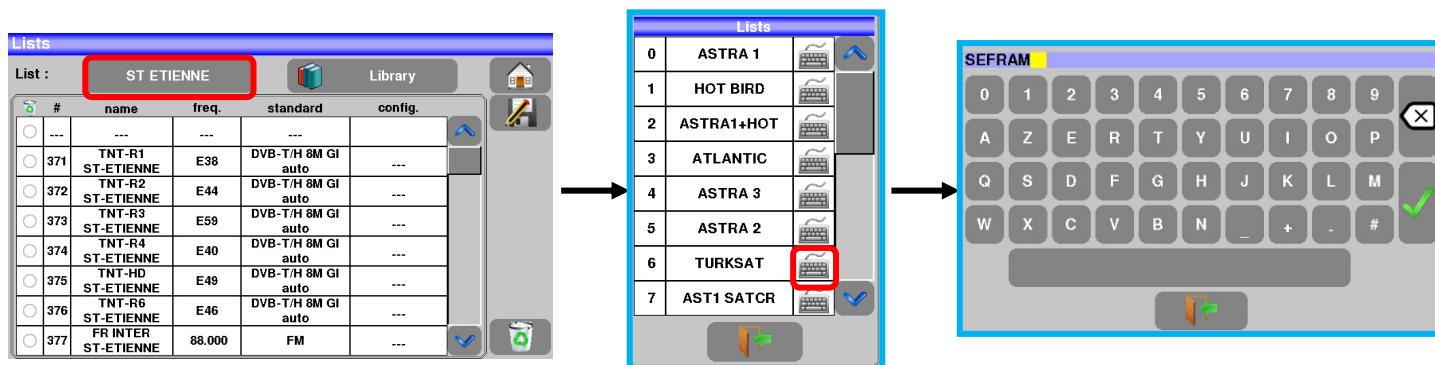 Lists
List : ST ETIENNE Library
# name freq. standard config.
--- --- --- ---
371 TNT-R1 ST-ETIENNE E38 DVB-T/H 8M GI auto ---
372 TNT-R2 ST-ETIENNE E44 DVB-T/H 8M GI auto ---
373 TNT-R3 ST-ETIENNE E59 DVB-T/H 8M GI auto ---
374 TNT-R4 ST-ETIENNE E40 DVB-T/H 8M GI auto ---
375 TNT-HD ST-ETIENNE E49 DVB-T/H 8M GI auto ---
376 TNT-R6 ST-ETIENNE E46 DVB-T/H 8M GI auto ---
377 FR INTER ST-ETIENNE 88.000 FM ---
Lists
0 ASTRA 1
1 HOT BIRD
2 ASTRA1+HOT
3 ATLANTIC
4 ASTRA 3
5 ASTRA 2
6 TURKSAT
7 AST1 SATCR
SEFRAM
0 1 2 3 4 5 6 7 8 9
A Z E R T Y U I O P
Q S D F G H J K L M
W X C V B N _ + - #